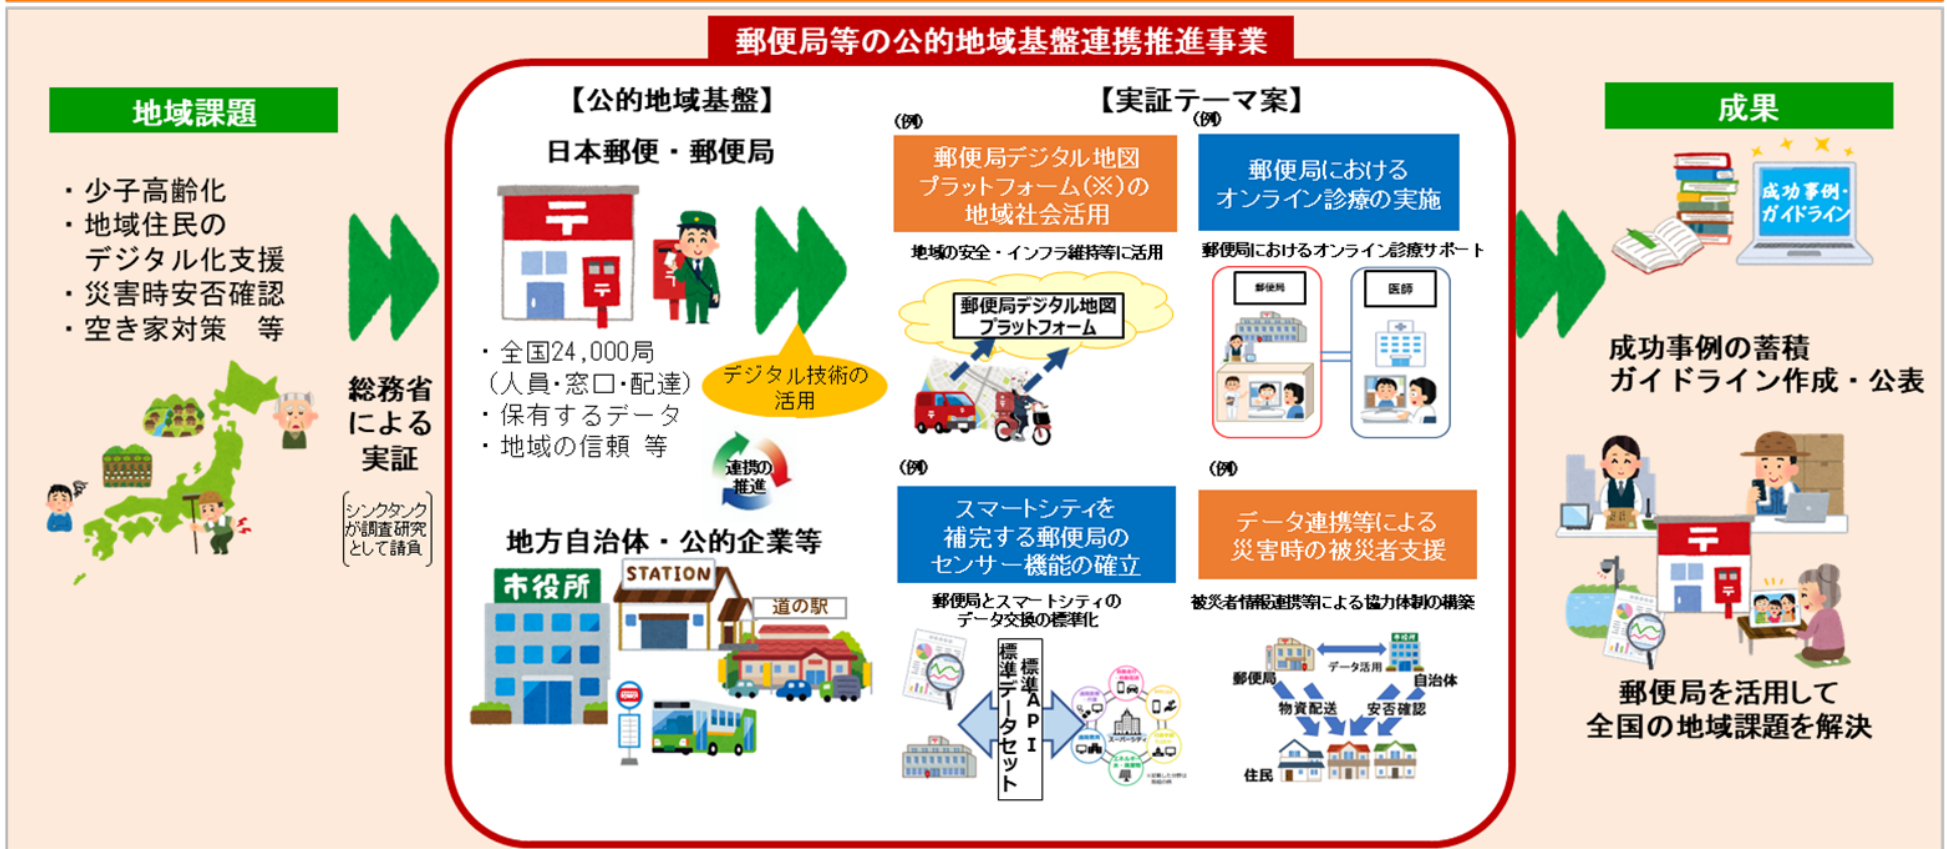 郵便局等の公的地域基盤連携推進事業
地域課題
・少子高齢化
・地域住民の
デジタル化支援
・災害時安否確認
・空き家対策　等
総務省
による
実証
シンクタンク
が調査研究
として請負
【公的地域基盤】
日本郵便・郵便局
・全国24,000局
（人員・窓口・配達）
・保有するデータ
・地域の信頼 等
デジタル技術の
活用
連携の
推進
地方自治体・公的企業等
市役所
STATION
道の駅
【実証テーマ案】
（例）
郵便局デジタル地図
プラットフォーム(※)の
地域社会活用
地域の安全・インフラ維持等に活用
郵便局デジタル地図
プラットフォーム
（例）
郵便局における
オンライン診療の実施
郵便局におけるオンライン診療サポート
郵便局
医師
（例）
スマートシティを
補完する郵便局の
センサー機能の確立
郵便局とスマートシティの
データ交換の標準化
標準API
標準データセット
スーパーシティ
（例）
データ連携等による
災害時の被災者支援
被災者情報連携等による協力体制の構築
市役所
データ活用
郵便局
自治体
物資配送
安否確認
住民
成果
成功事例・
ガイドライン
成功事例の蓄積
ガイドライン作成・公表
郵便局を活用して
全国の地域課題を解決